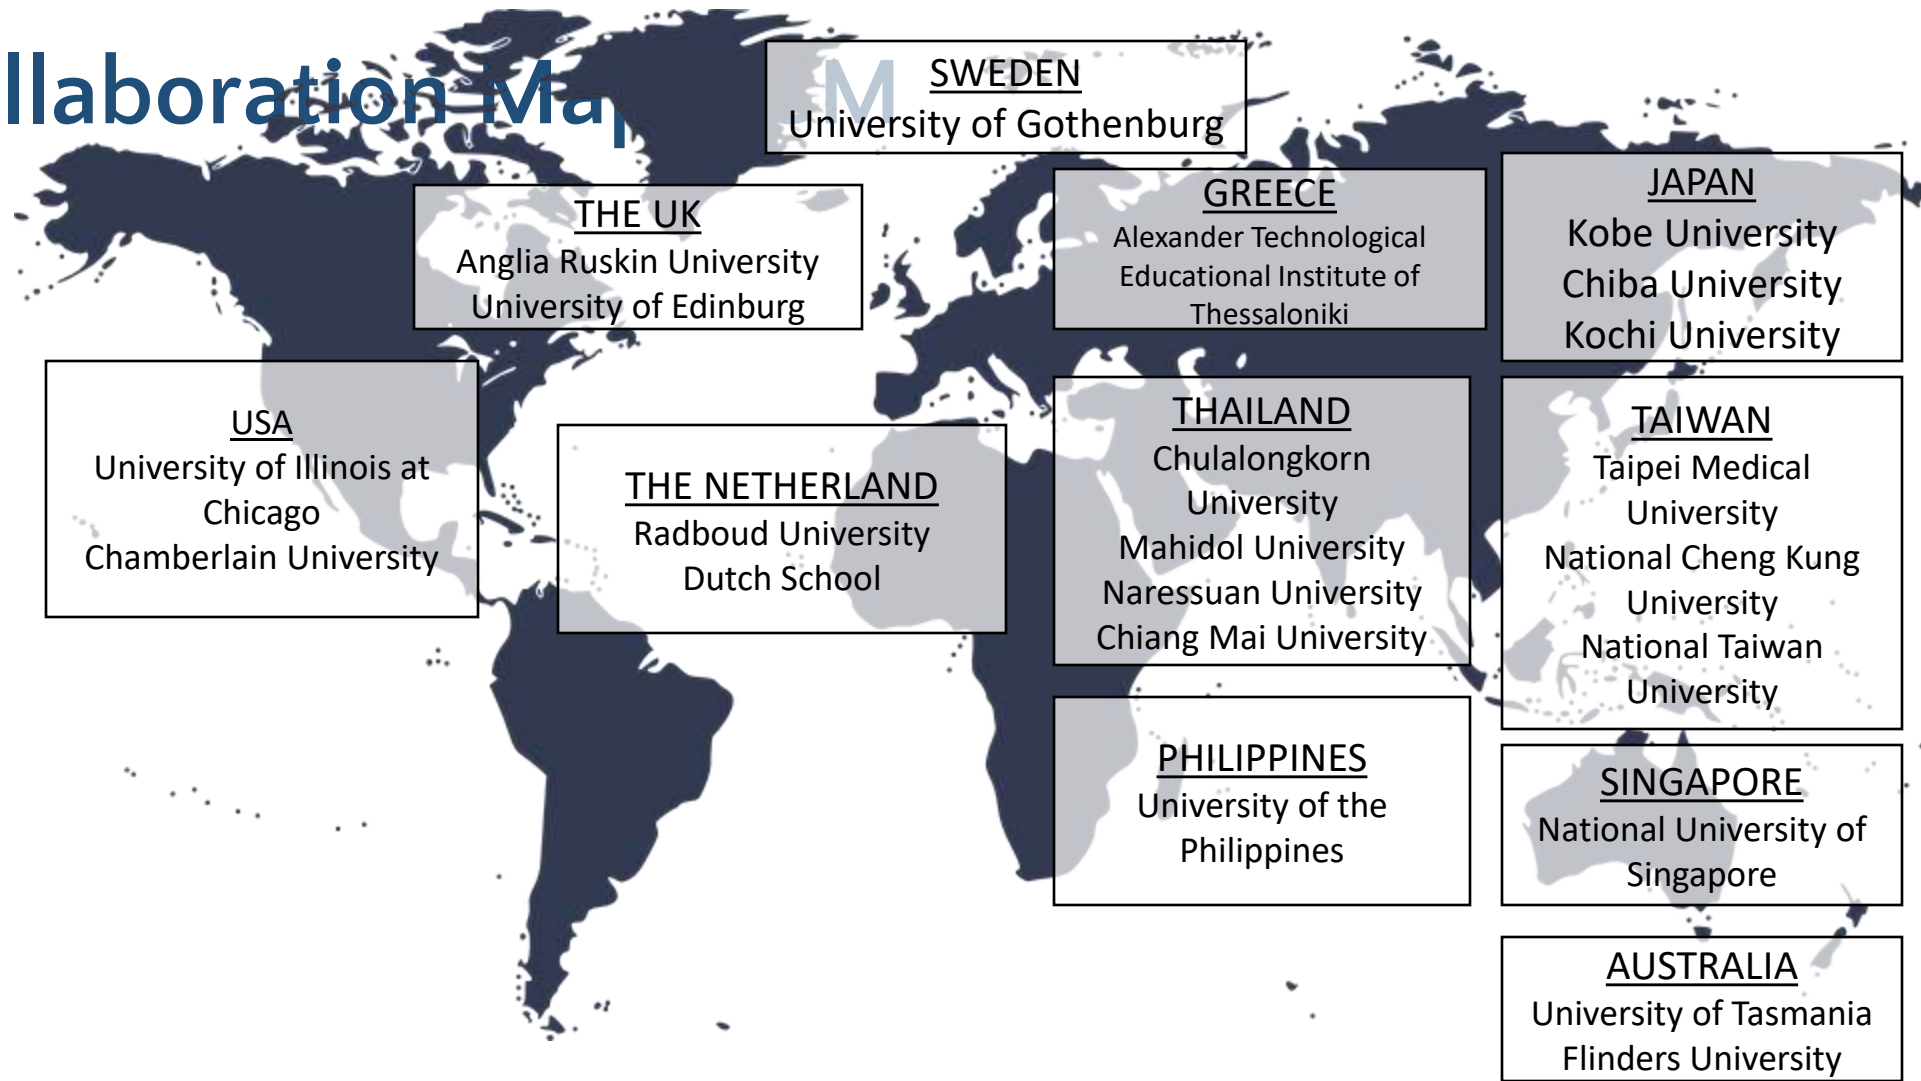 llaboration Map M
SWEDEN
University of Gothenburg
THE UK
Anglia Ruskin University
University of Edinburg
GREECE
Alexander Technological
Educational Institute of
Thessaloniki
JAPAN
Kobe University
Chiba University
Kochi University
USA
University of Illinois at
Chicago
Chamberlain University
THE NETHERLAND
Radboud University
Dutch School
THAILAND
Chulalongkorn
University
Mahidol University
Naressuan University
Chiang Mai University
TAIWAN
Taipei Medical
University
National Cheng Kung
University
National Taiwan
University
PHILIPPINES
University of the
Philippines
SINGAPORE
National University of
Singapore
AUSTRALIA
University of Tasmania
Flinders University